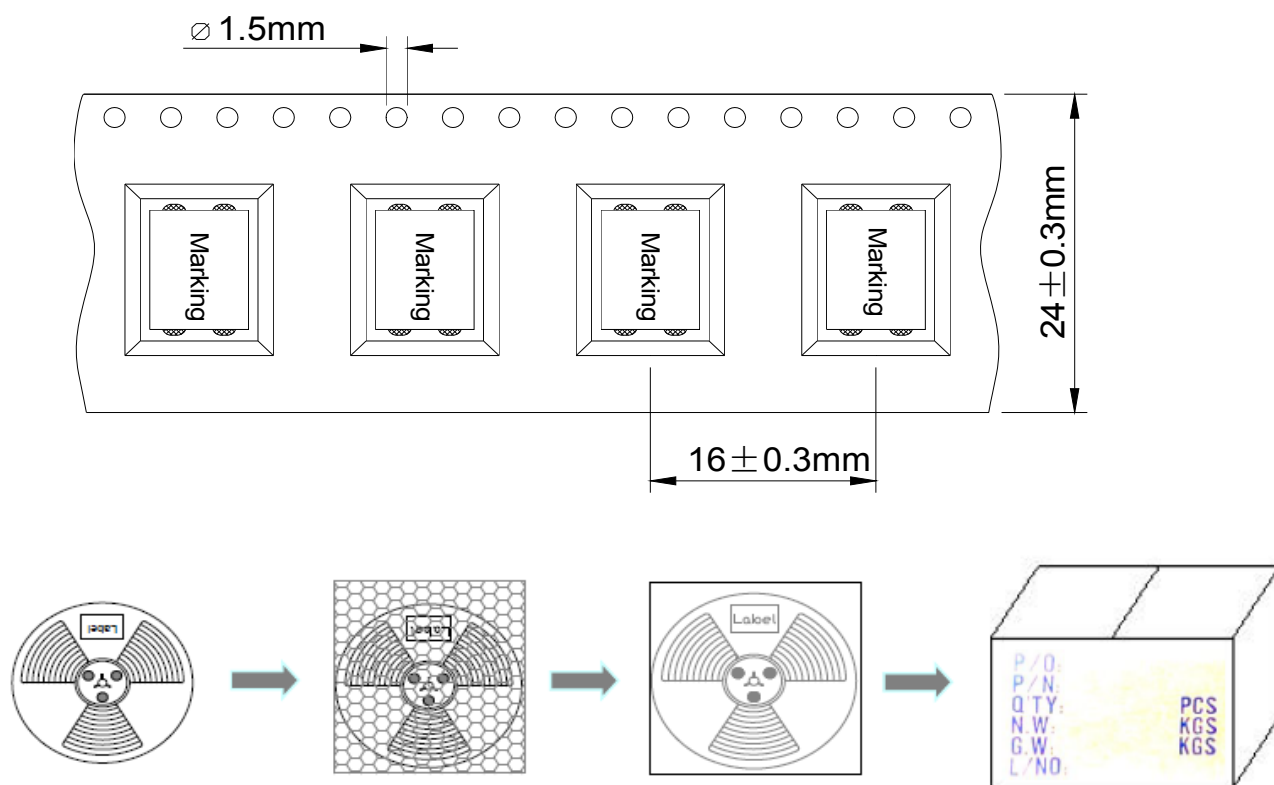 ⌀ 1.5mm
Marking
Marking
Marking
Marking
24±0.3mm
16±0.3mm
Label
Label
Label
P/O:
P/N:
Q'TY: PCS
N.W: KGS
G.W: KGS
L/NO: